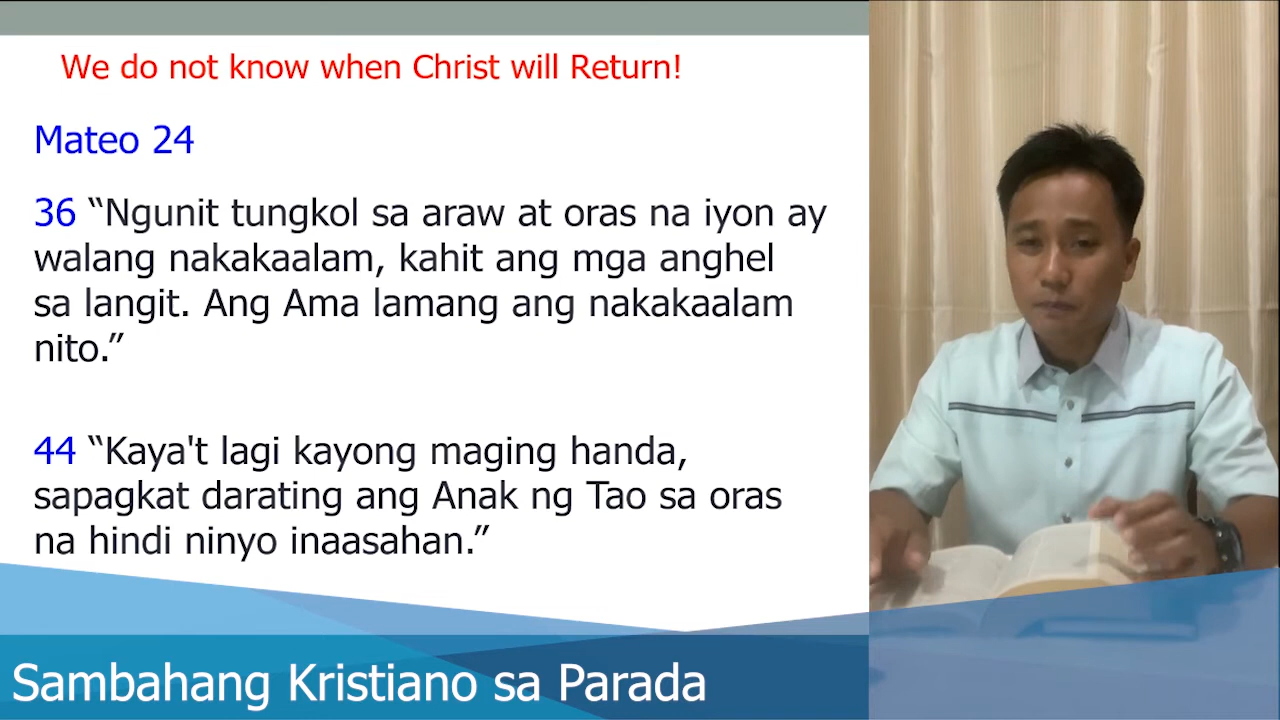 We do not know when Christ will Return!
Mateo 24
36 “Ngunit tungkol sa araw at oras na iyon ay
walang nakakaalam, kahit ang mga anghel
sa langit. Ang Ama lamang ang nakakaalam
nito.”
44 “Kaya't lagi kayong maging handa,
sapagkat darating ang Anak ng Tao sa oras
na hindi ninyo inaasahan.”
Sambahang Kristiano sa Parada